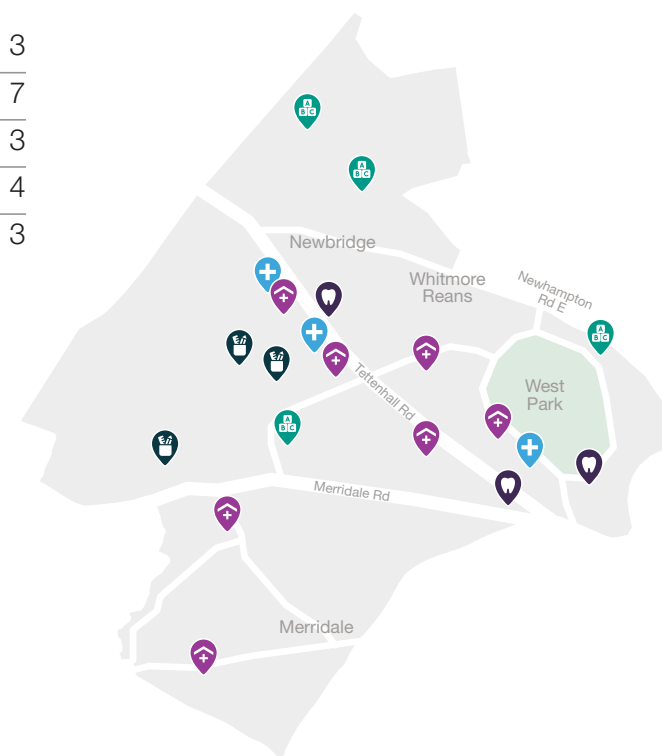 3
7
3
4
3
Newbridge
Whitmore
Reans
Newhampton
Rd E
West
Park
Tettenhall Rd
Merridale Rd
Merridale